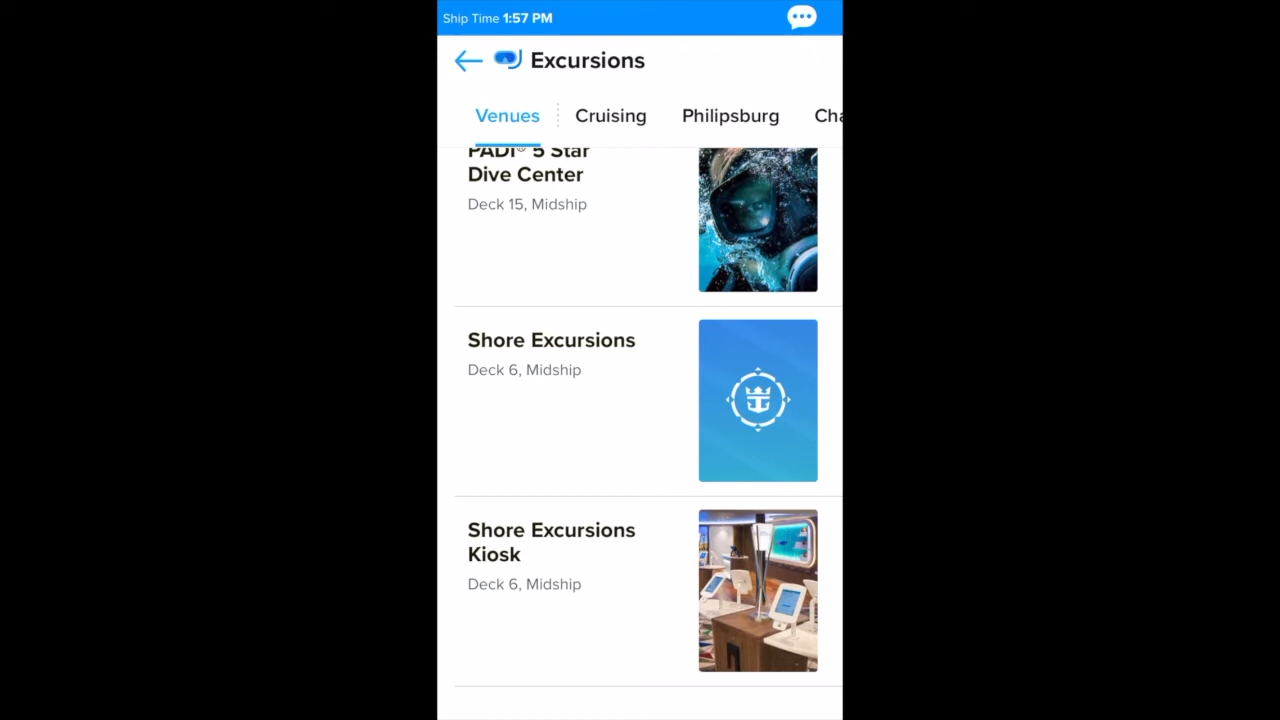 Ship Time 1:57 PM
Excursions
Venues Cruising Philipsburg Cha
PADI® 5 Star
Dive Center
Deck 15, Midship
Shore Excursions
Deck 6, Midship
Shore Excursions
Kiosk
Deck 6, Midship